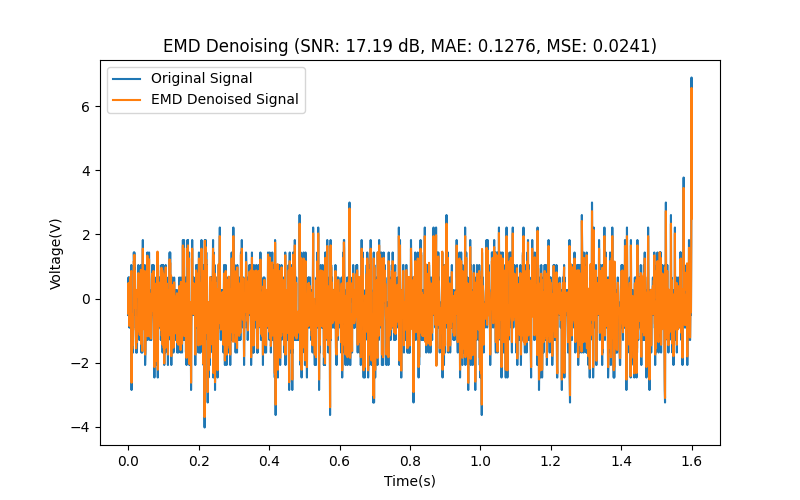 EMD Denoising (SNR: 17.19 dB, MAE: 0.1276, MSE: 0.0241)
Original Signal
EMD Denoised Signal
Voltage(V)
6
4
2
0
−2
−4
0.0 0.2 0.4 0.6 0.8 1.0 1.2 1.4 1.6
Time(s)